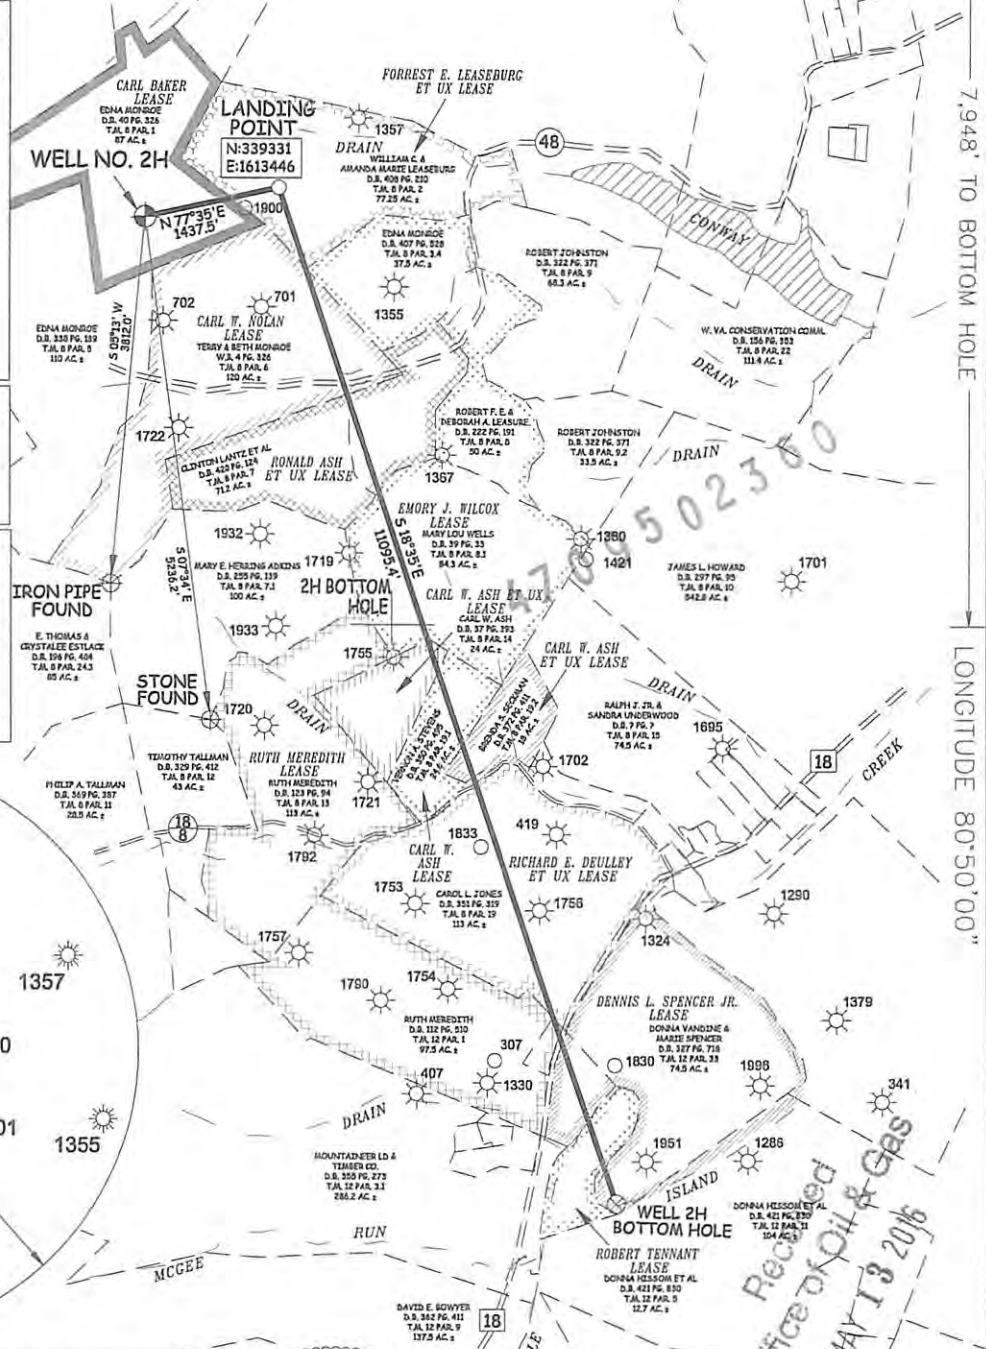 CARL BAKER
LEASE
EDNA MONROE
D.B. 40 PG. 326
T.M. 8 PAR. 1
87 AC.±
WELL NO. 2H
LANDING
POINT
N:339331
E:1613446
FORREST E. LEASEBURG
ET UX LEASE
1357
DRAIN
WILLIAM C. &
AMANDA MARIE LEASEBURG
D.B. 408 PG. 210
T.M. 8 PAR. 2
77.25 AC.±
48
CONWAY
7,948' TO BOTTOM HOLE
N 77°35'E
1437.5'
1900
EDNA MONROE
D.B. 407 PG. 528
T.M. 8 PAR. 3.4
37.5 AC.±
1355
ROBERT JOHNSTON
D.B. 322 PG. 371
T.M. 8 PAR. 9
68.3 AC.±
W. VA. CONSERVATION COMM.
D.B. 156 PG. 353
T.M. 8 PAR. 22
111.4 AC.±
DRAIN
EDNA MONROE
D.B. 338 PG. 119
T.M. 8 PAR. 5
110 AC.±
S 05°13' W
3812.0'
702
701
CARL W. NOLAN
LEASE
TERRY & BETH MONROE
W.B. 4 PG. 326
T.M. 8 PAR. 6
120 AC.±
1722
CLINTON LANTZ ET AL
D.B. 425 PG. 124
T.M. 8 PAR. 7
71.2 AC.±
RONALD ASH
ET UX LEASE
ROBERT F. E. &
DEBORAH A. LEASURE
D.B. 222 PG. 191
T.M. 8 PAR. 8
50 AC.±
1367
ROBERT JOHNSTON
D.B. 322 PG. 371
T.M. 8 PAR. 9.2
33.5 AC.±
DRAIN
4709502360
EMORY J. WILCOX
LEASE
MARY LOU WELLS
D.B. 39 PG. 33
T.M. 8 PAR. 8.1
84.3 AC.±
S 18°35'E
11095.4'
1932
1719
1380
1421
JAMES L. HOWARD
D.B. 297 PG. 95
T.M. 8 PAR. 10
542.8 AC.±
1701
IRON PIPE
FOUND
S 07°34' E
5236.2'
MARY E. HERRING ADKINS
D.B. 255 PG. 139
T.M. 8 PAR. 7.1
100 AC.±
2H BOTTOM
HOLE
CARL W. ASH ET UX
LEASE
CARL W. ASH
D.B. 37 PG. 393
T.M. 8 PAR. 14
24 AC.±
1933
E. THOMAS &
CRYSTALEE ESTLACK
D.B. 196 PG. 404
T.M. 8 PAR. 24.3
85 AC.±
1755
CARL W. ASH
ET UX LEASE
STONE
FOUND
1720
DRAIN
DRAIN
BRENDA S. SECKMAN
D.B. 372 PG. 411
T.M. 8 PAR. 19.2
18 AC.±
RALPH J. JR. &
SANDRA UNDERWOOD
D.B. ? PG. ?
T.M. 8 PAR. 15
74.5 AC.±
1695
18
CREEK
LONGITUDE 80°50'00"
TIMOTHY TALLMAN
D.B. 329 PG. 412
T.M. 8 PAR. 12
43 AC.±
RUTH MEREDITH
LEASE
RUTH MEREDITH
D.B. 123 PG. 94
T.M. 8 PAR. 13
113 AC.±
1702
PHILIP A. TALLMAN
D.B. 369 PG. 387
T.M. 8 PAR. 11
28.5 AC.±
1721
18
8
1792
CARL W.
ASH
LEASE
1833
419
RICHARD E. DEULLEY
ET UX LEASE
1753
CAROL L. JONES
D.B. 351 PG. 319
T.M. 8 PAR. 19
113 AC.±
1756
1290
1324
1757
1357
1754
1790
DENNIS L. SPENCER JR.
LEASE
DONNA VANDINE &
MARIE SPENCER
D.B. 327 PG. 718
T.M. 12 PAR. 33
74.5 AC.±
1379
RUTH MEREDITH
D.B. 112 PG. 510
T.M. 12 PAR. 1
97.5 AC.±
307
1830
1998
341
407
1330
DRAIN
1355
1951
1286
MOUNTAINEER LD &
TIMBER CO.
D.B. 355 PG. 273
T.M. 12 PAR. 3.1
286.2 AC.±
ISLAND
WELL 2H
BOTTOM HOLE
DONNA HISSOM ET AL
D.B. 421 PG. 830
T.M. 12 PAR. 11
104 AC.±
RUN
MCGEE
ROBERT TENNANT
LEASE
DONNA HISSOM ET AL
D.B. 421 PG. 830
T.M. 12 PAR. 5
12.7 AC.±
DAVID E. BOWYER
D.B. 362 PG. 411
T.M. 12 PAR. 9
137.5 AC.±
18
Received
Office of Oil & Gas
MAY 13 2016